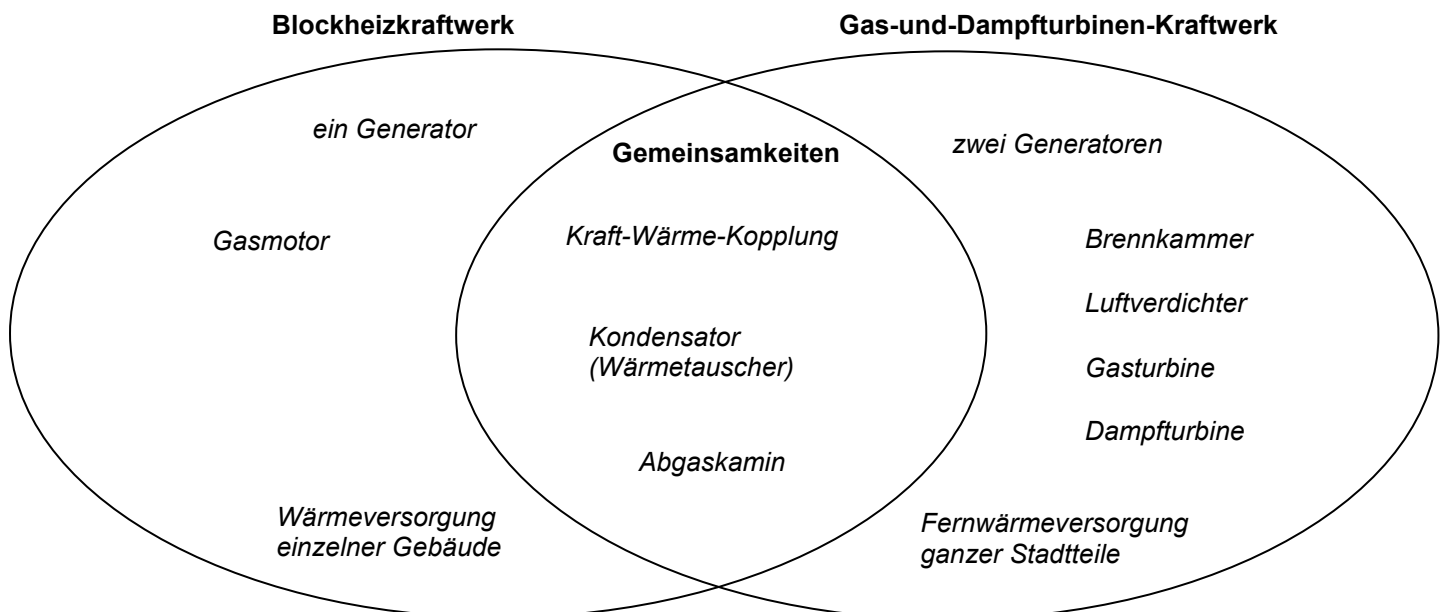 Blockheizkraftwerk
Gas-und-Dampfturbinen-Kraftwerk
ein Generator
Gemeinsamkeiten
zwei Generatoren
Gasmotor
Kraft-Wärme-Kopplung
Brennkammer
Luftverdichter
Kondensator
(Wärmetauscher)
Gasturbine
Dampfturbine
Abgaskamin
Wärmeversorgung
einzelner Gebäude
Fernwärmeversorgung
ganzer Stadtteile